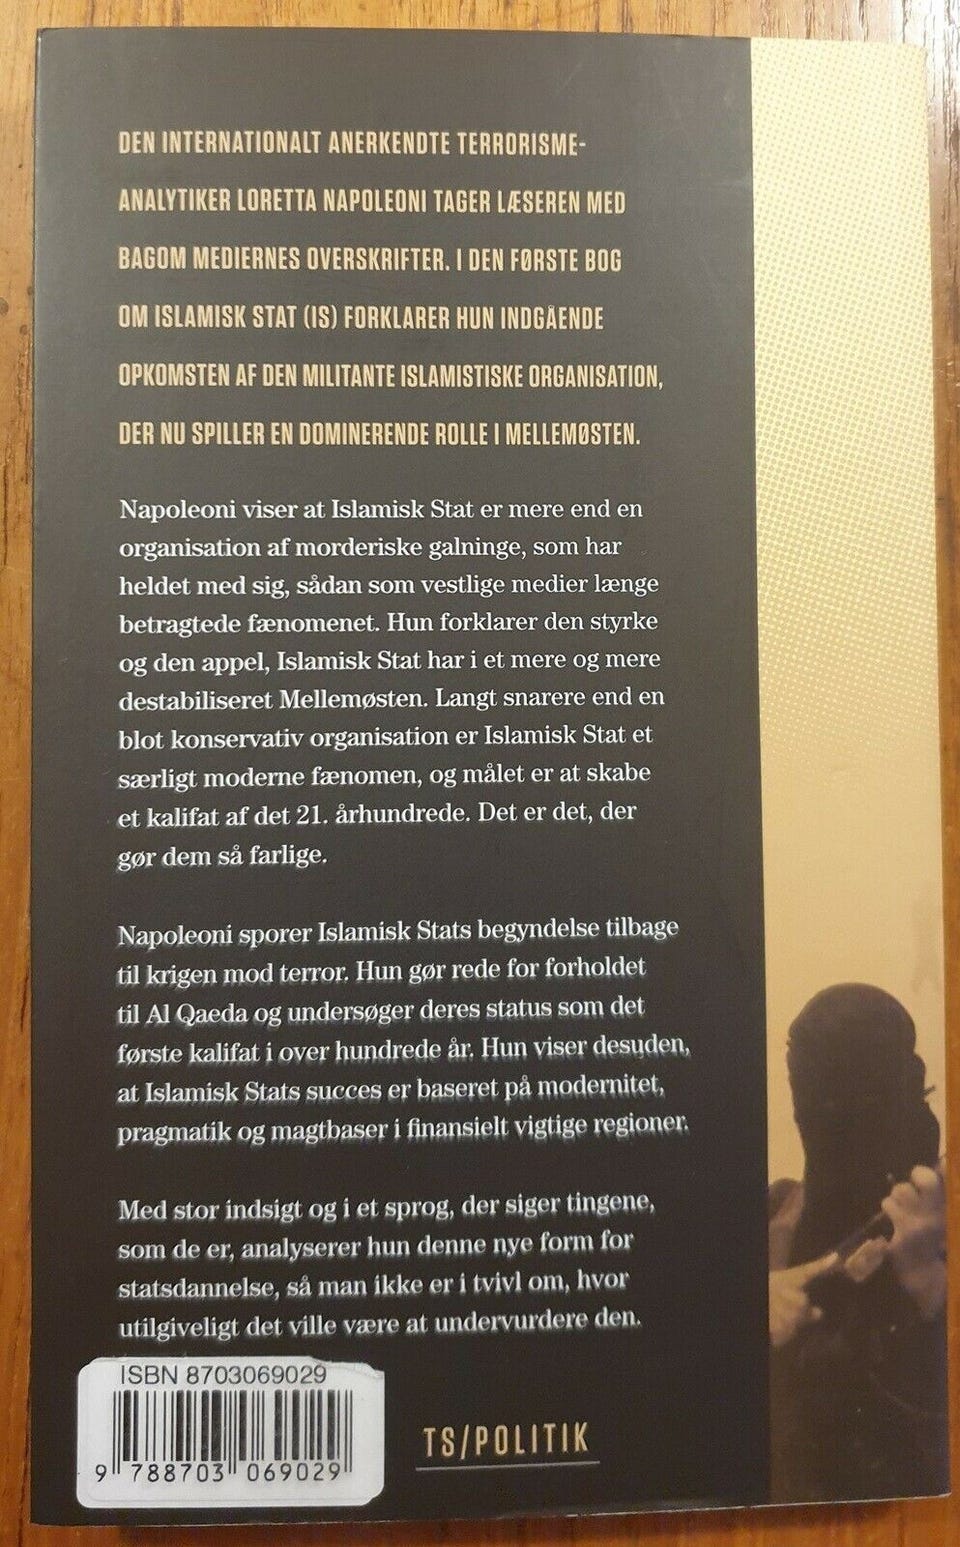 DEN INTERNATIONALT ANERKENDTE TERRORISME-
ANALYTIKER LORETTA NAPOLEONI TAGER LÆSEREN MED
BAGOM MEDIERNES OVERSKRIFTER. I DEN FØRSTE BOG
OM ISLAMISK STAT (IS) FORKLARER HUN INDGÅENDE
OPKOMSTEN AF DEN MILITANTE ISLAMISTISKE ORGANISATION,
DER NU SPILLER EN DOMINERENDE ROLLE I MELLEMØSTEN.
Napoleoni viser at Islamisk Stat er mere end en
organisation af morderiske galninge, som har
heldet med sig, sådan som vestlige medier længe
betragtede fænomenet. Hun forklarer den styrke
og den appel, Islamisk Stat har i et mere og mere
destabiliseret Mellemøsten. Langt snarere end en
blot konservativ organisation er Islamisk Stat et
særligt moderne fænomen, og målet er at skabe
et kalifat af det 21. århundrede. Det er det, der
gør dem så farlige.
Napoleoni sporer Islamisk Stats begyndelse tilbage
til krigen mod terror. Hun gør rede for forholdet
til Al Qaeda og undersøger deres status som det
første kalifat i over hundrede år. Hun viser desuden,
at Islamisk Stats succes er baseret på modernitet,
pragmatik og magtbaser i finansielt vigtige regioner.
Med stor indsigt og i et sprog, der siger tingene,
som de er, analyserer hun denne nye form for
statsdannelse, så man ikke er i tvivl om, hvor
utilgiveligt det ville være at undervurdere den.
ISBN 8703069029
9 788703 069029
TS/POLITIK